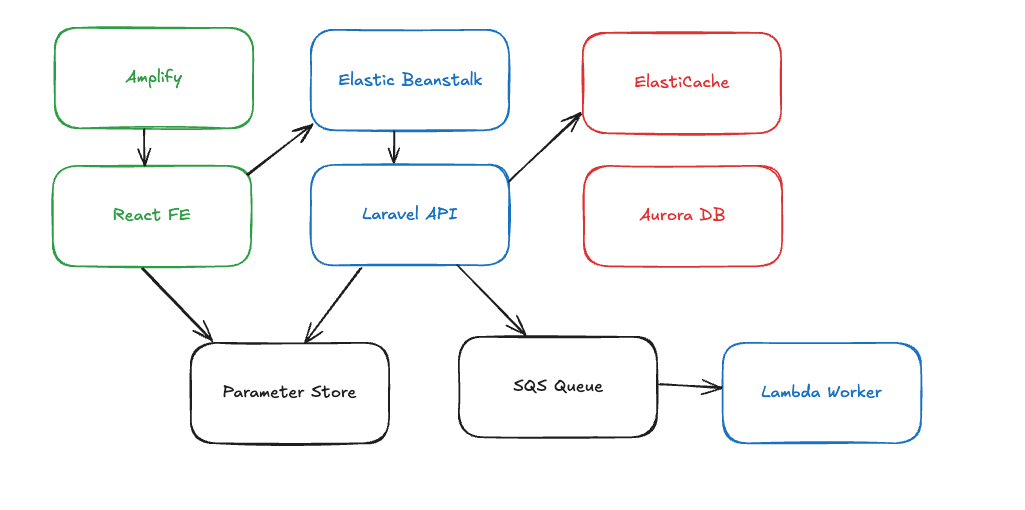 Amplify
Elastic Beanstalk
ElastiCache
React FE
Laravel API
Aurora DB
Parameter Store
SQS Queue
Lambda Worker